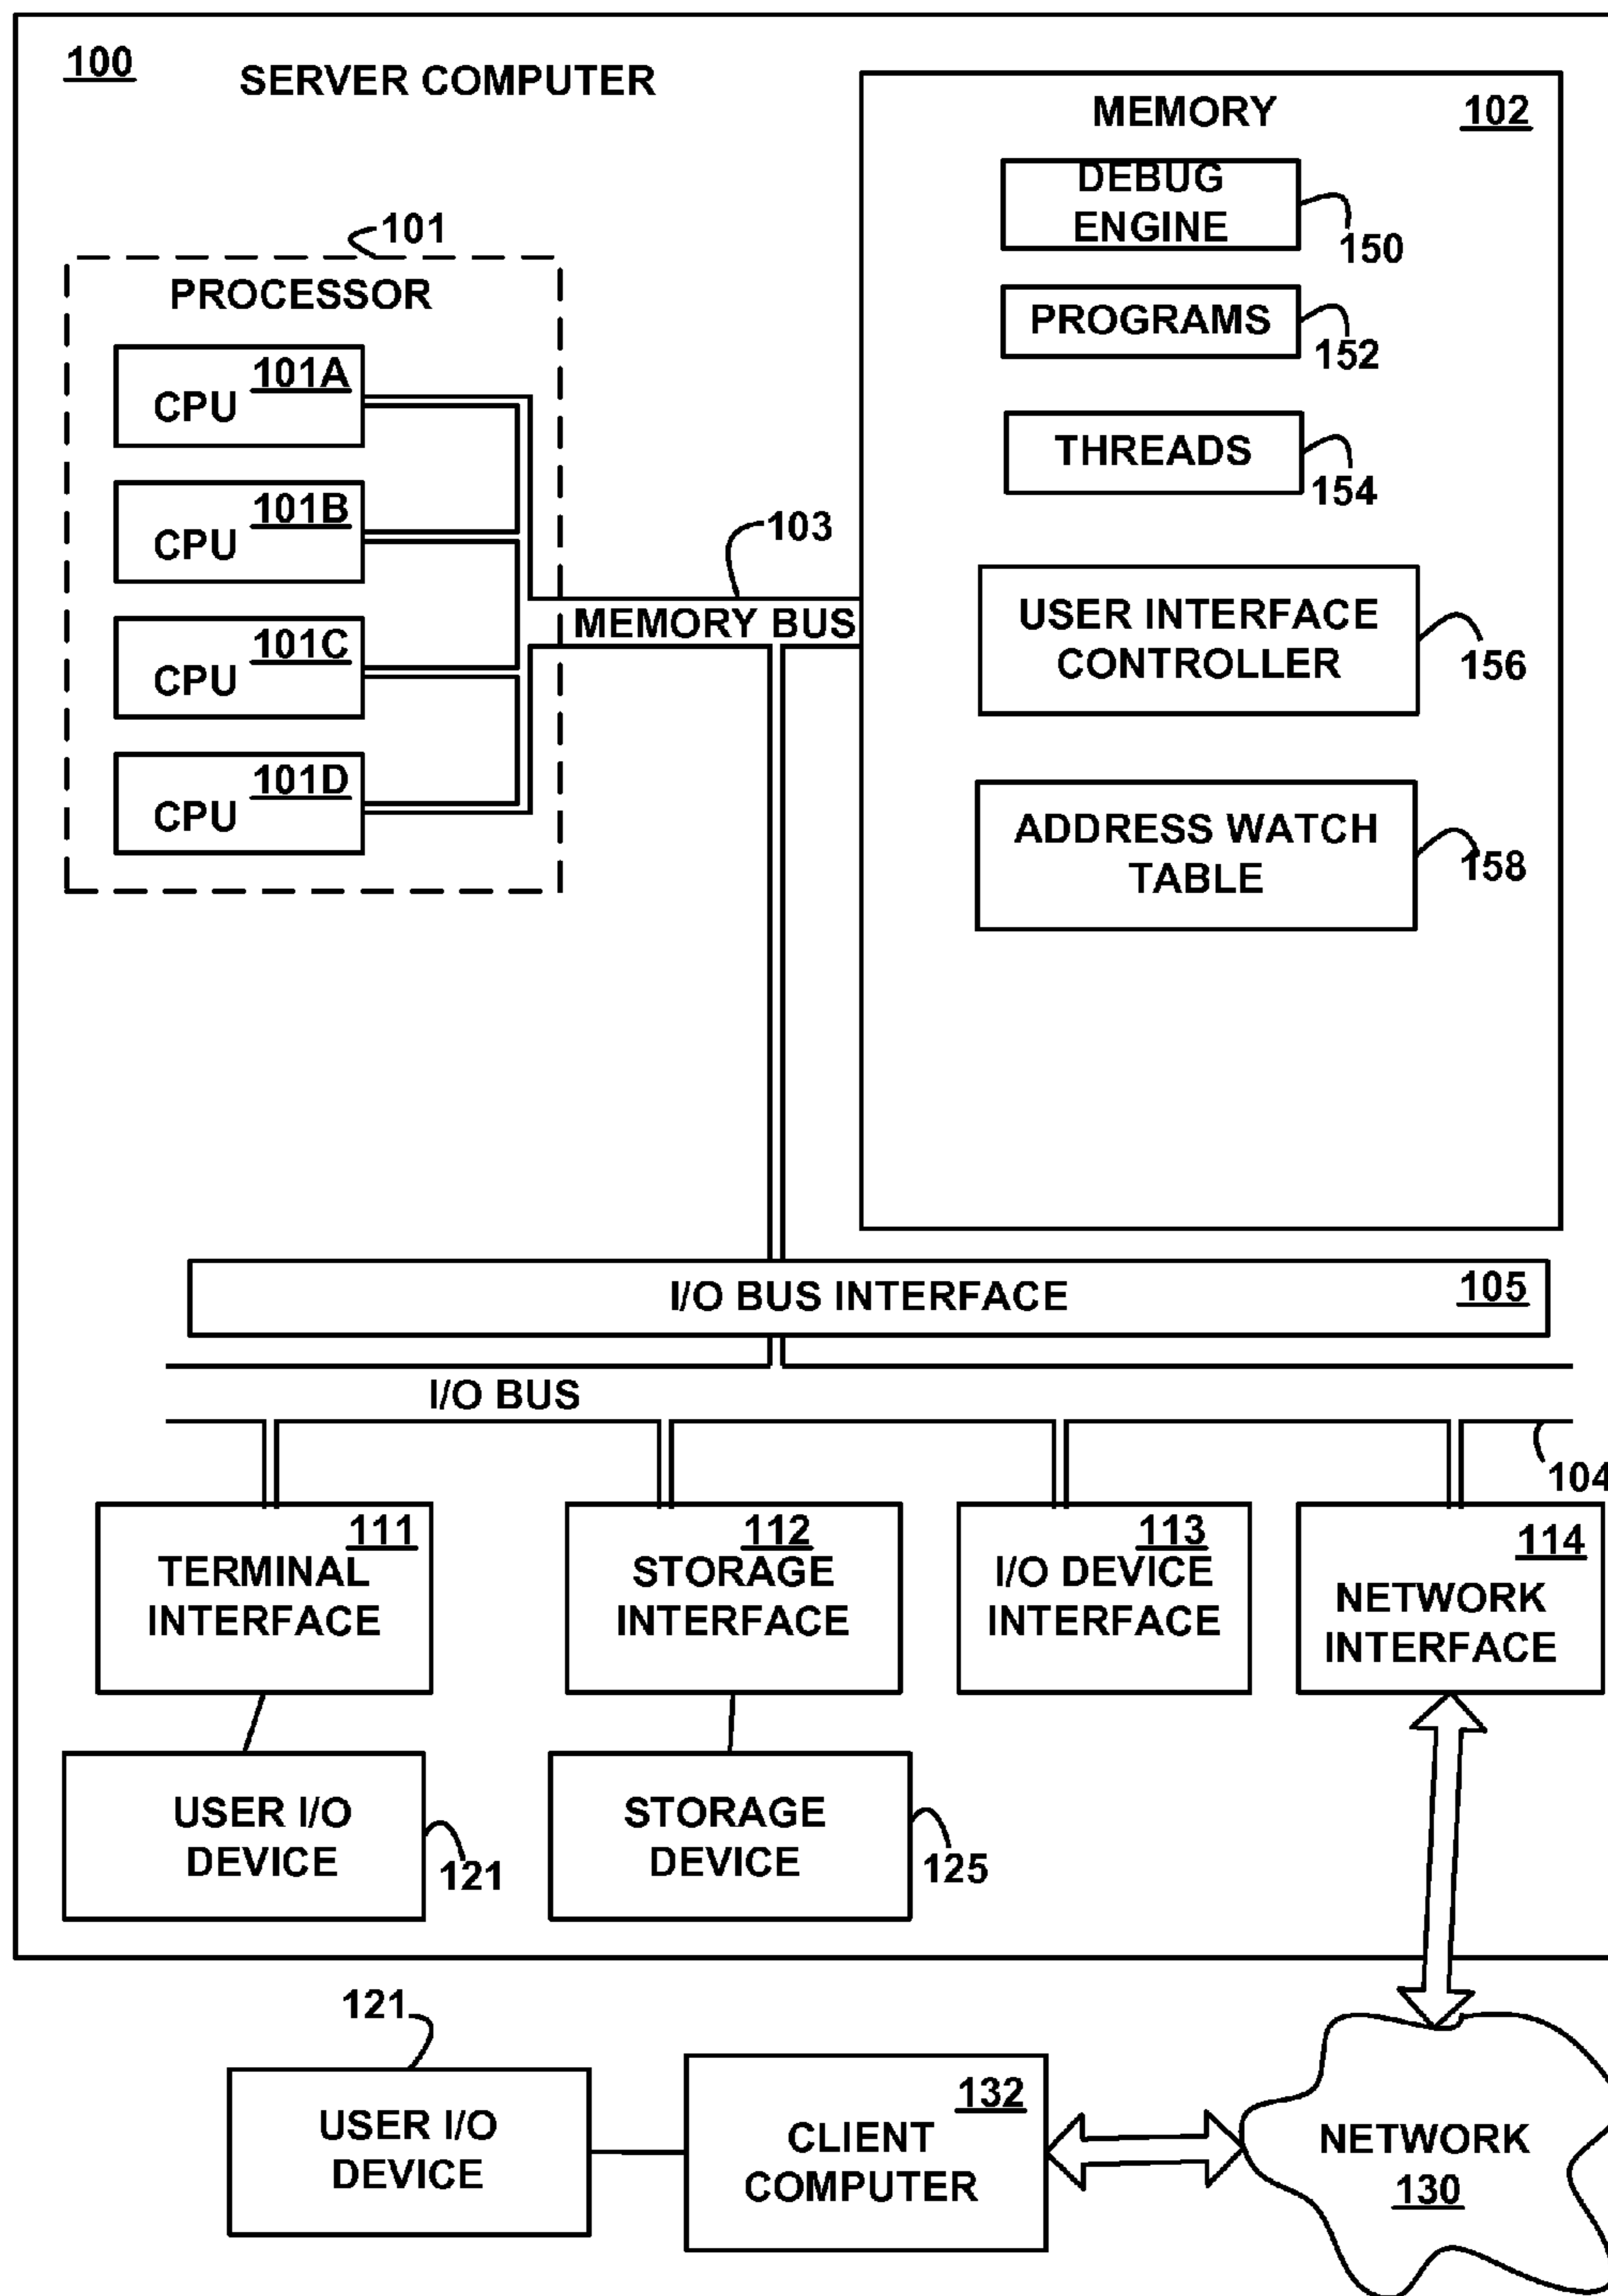 100
SERVER COMPUTER
MEMORY
102
DEBUG
ENGINE
150
PROGRAMS
152
THREADS
154
USER INTERFACE
CONTROLLER
156
ADDRESS WATCH
TABLE
158
101
PROCESSOR
101A
CPU
101B
CPU
101C
CPU
101D
CPU
103
MEMORY BUS
I/O BUS INTERFACE
105
I/O BUS
104
111
TERMINAL
INTERFACE
112
STORAGE
INTERFACE
113
I/O DEVICE
INTERFACE
114
NETWORK
INTERFACE
USER I/O
DEVICE
121
STORAGE
DEVICE
125
121
USER I/O
DEVICE
132
CLIENT
COMPUTER
NETWORK
130